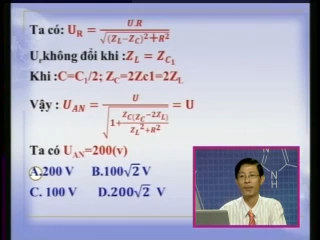 Ta có: U_R = U.R / √((Z_L−Z_C)²+R²)
U_r không đổi khi :Z_L = Z_C₁
Khi :C=C₁/2; Z_C=2Zc1=2Z_L
Vậy : U_AN = U / √(1+ Z_C(Z_C−2Z_L) / Z_L²+R²) = U
Ta có U_AN=200(v)
A.200 V B.100√2 V
C. 100 V D.200√2 V